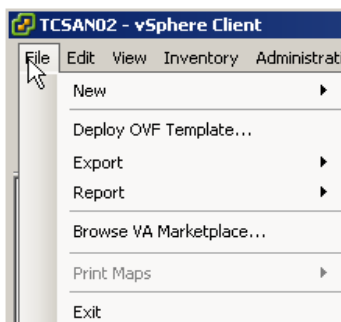 TCSAN02 - vSphere Client
File Edit View Inventory Administrat
New
Deploy OVF Template...
Export
Report
Browse VA Marketplace...
Print Maps
Exit